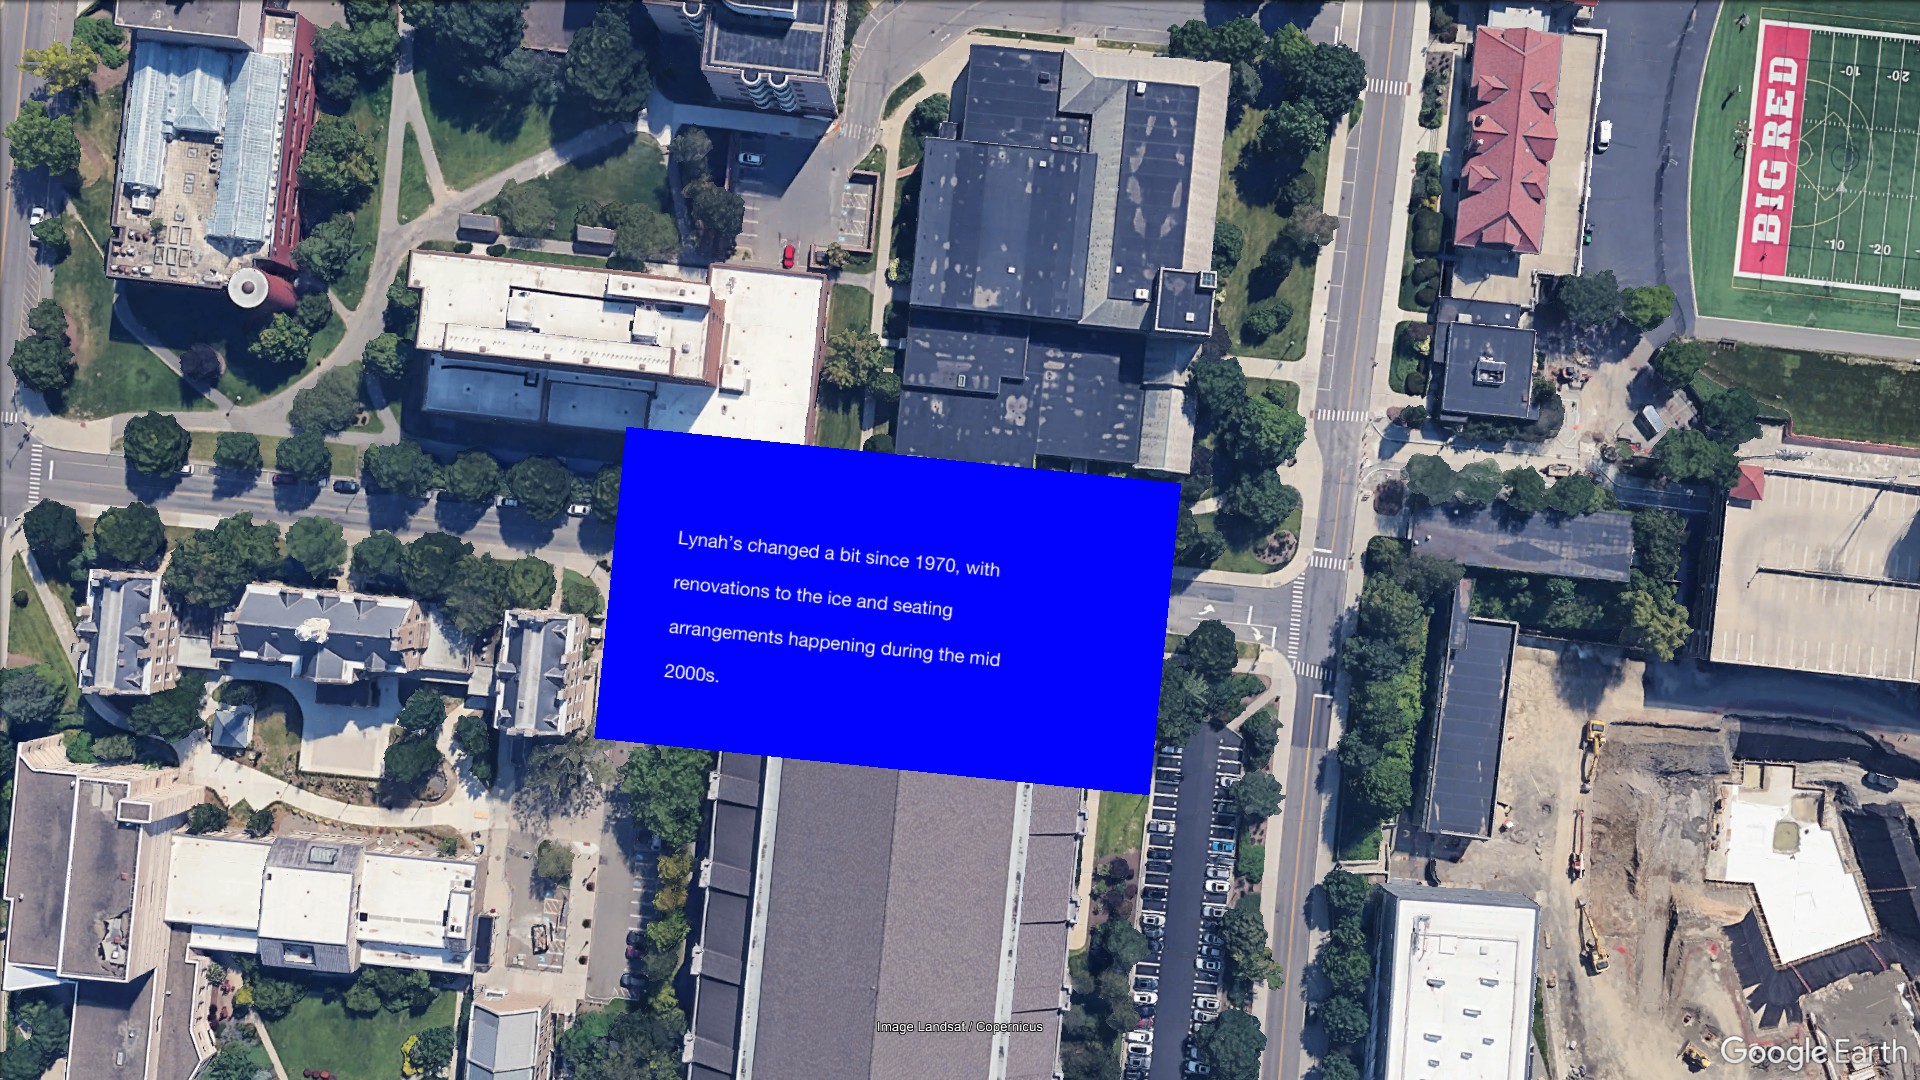 BIG RED
-10 -20
-10 -20
Lynah's changed a bit since 1970, with
renovations to the ice and seating
arrangements happening during the mid
2000s.
Image Landsat / Copernicus
Google Earth